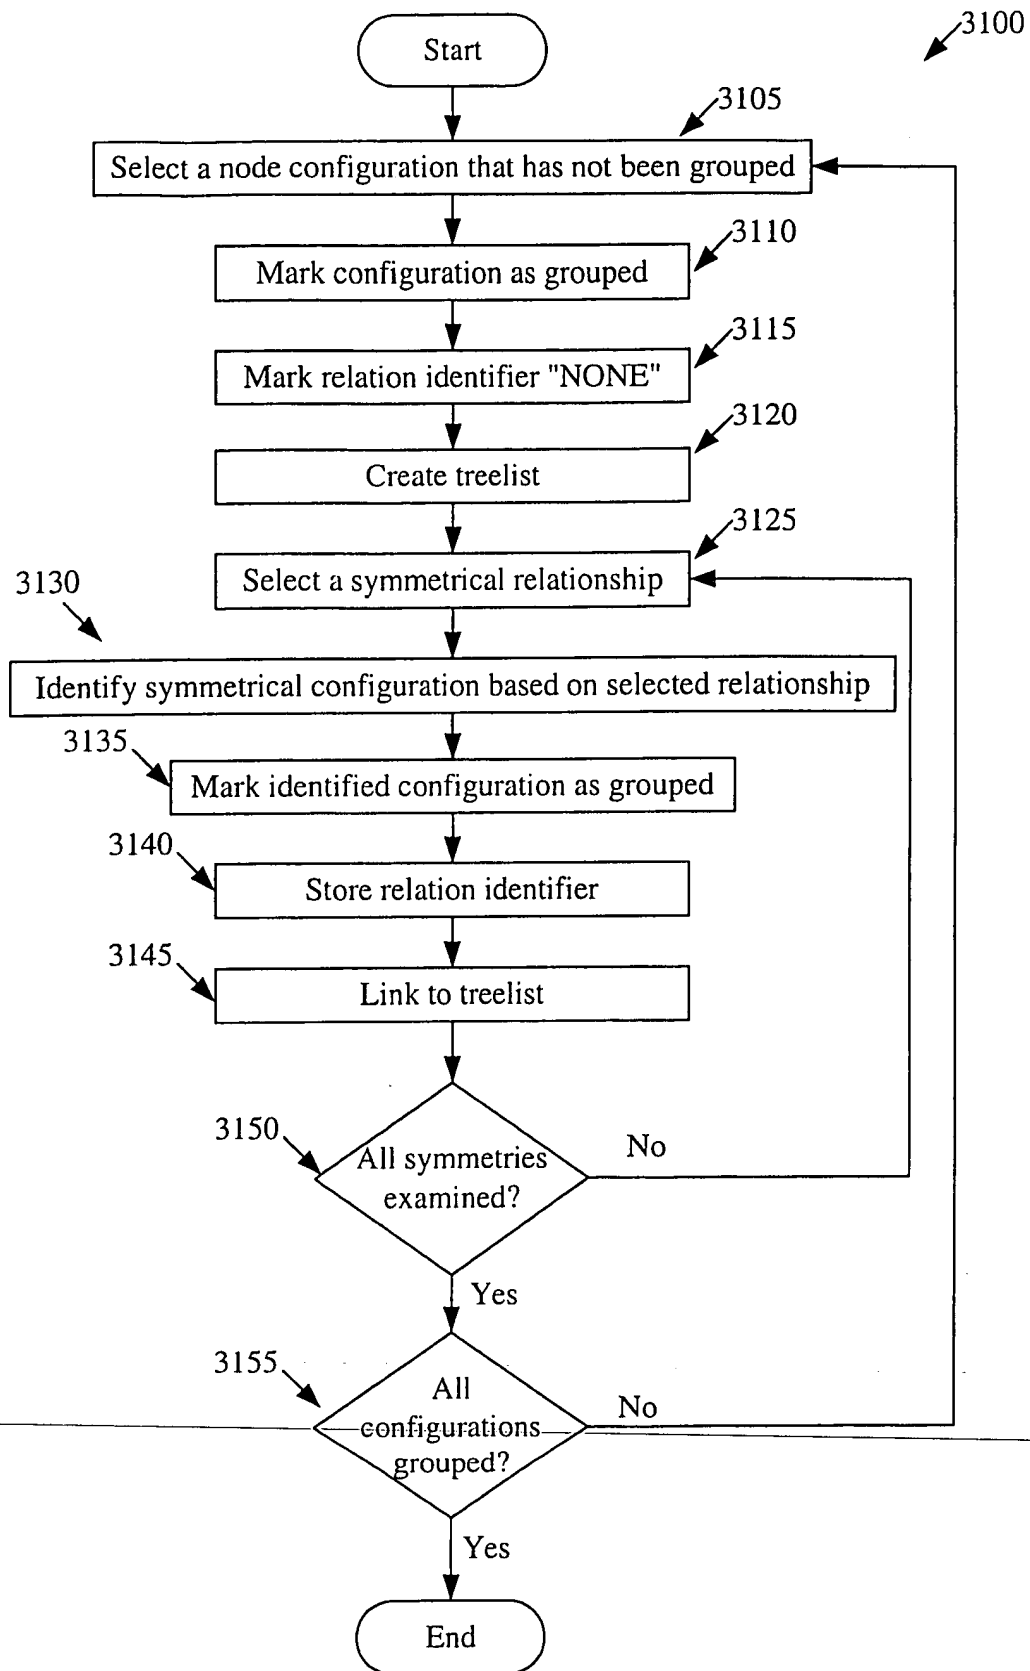 3100
Start
3105
Select a node configuration that has not been grouped
3110
Mark configuration as grouped
3115
Mark relation identifier "NONE"
3120
Create treelist
3125
Select a symmetrical relationship
3130
Identify symmetrical configuration based on selected relationship
3135
Mark identified configuration as grouped
3140
Store relation identifier
3145
Link to treelist
3150
All symmetries
examined?
No
Yes
3155
All
configurations
grouped?
No
Yes
End